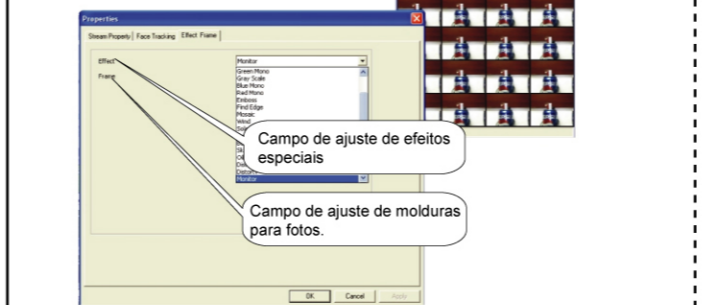 Properties
Stream Property Face Tracking Effect Frame
Effect
Monitor
Frame
Green Mono
Gray Scale
Blue Mono
Red Mono
Emboss
Find Edge
Mosaic
Wind
Campo de ajuste de efeitos
especiais
Monitor
Campo de ajuste de molduras
para fotos.
OK Cancel Apply